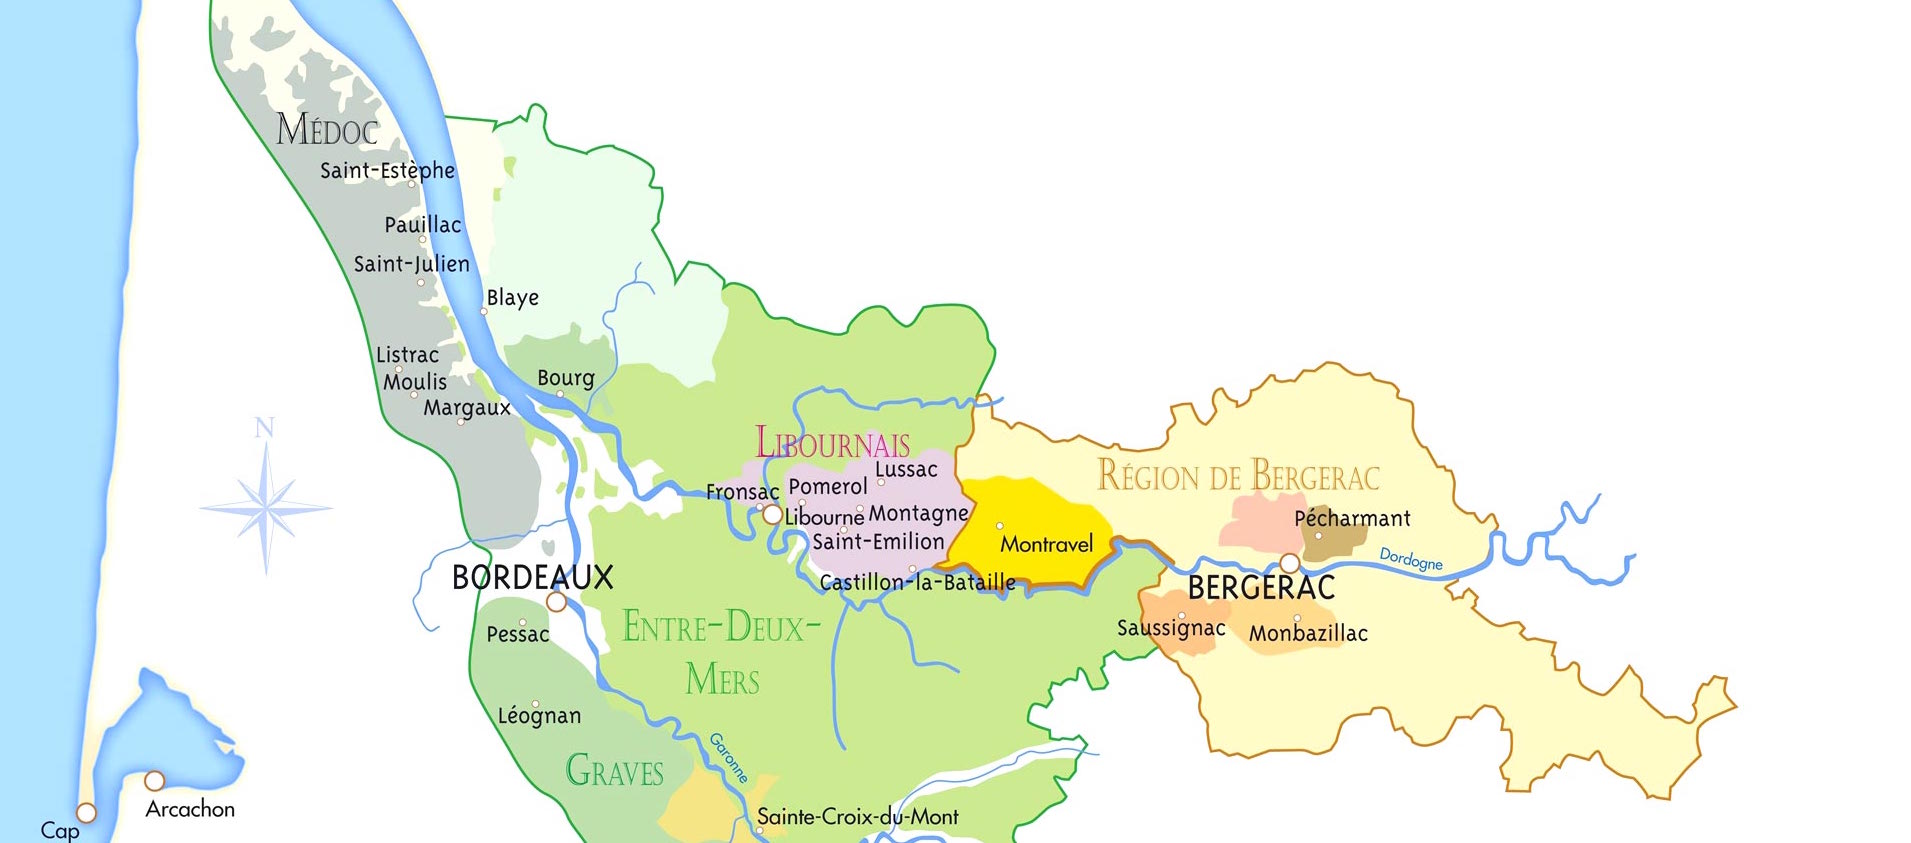 MÉDOC
Saint-Estèphe
Pauillac
Saint-Julien
Blaye
Listrac
Moulis
Bourg
Margaux
N
LIBOURNAIS
Lussac
RÉGION DE BERGERAC
Fronsac
Pomerol
Libourne
Montagne
Pécharmant
Saint-Emilion
Montravel
Dordogne
BORDEAUX
Castillon-la-Bataille
BERGERAC
Pessac
ENTRE-DEUX-
MERS
Saussignac
Monbazillac
Léognan
GRAVES
Garonne
Arcachon
Sainte-Croix-du-Mont
Cap